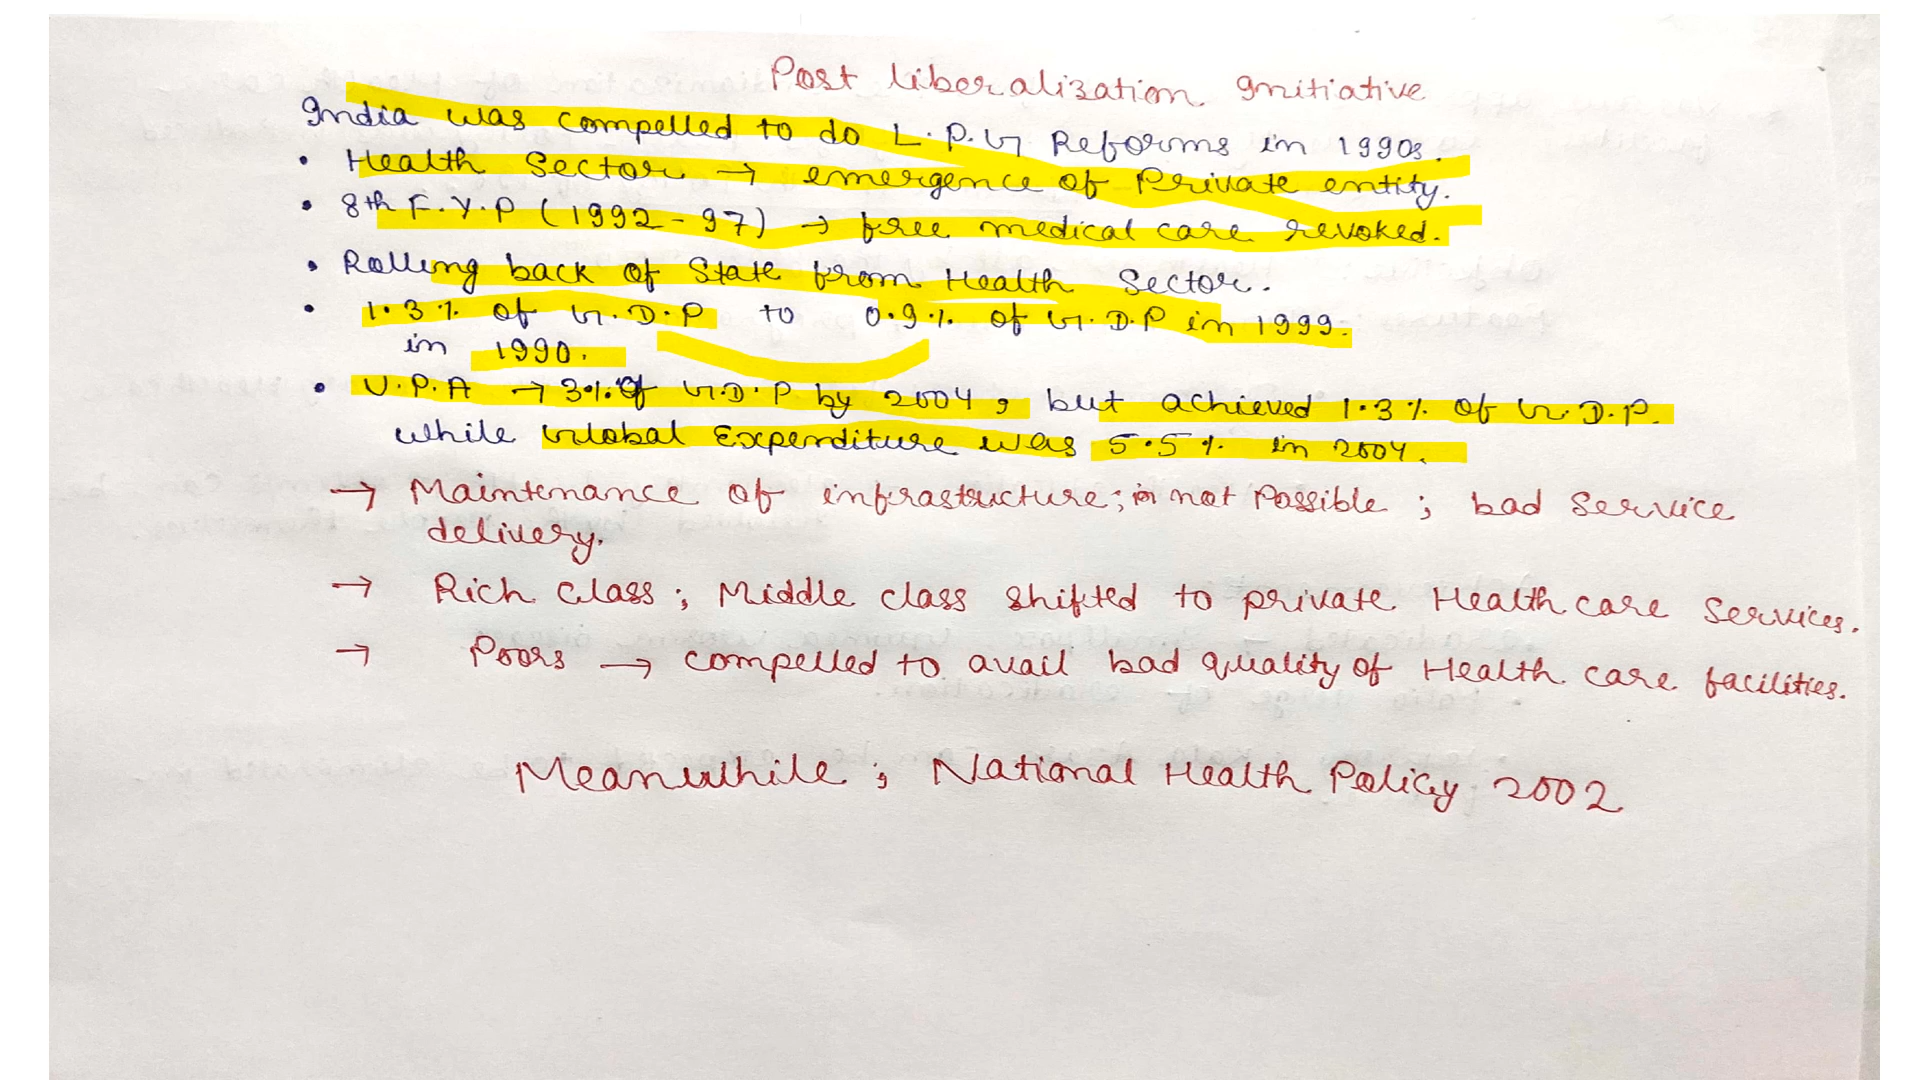 Post liberalization Initiative
India was compelled to do L.P.G Reforms in 1990s.
• Health Sector → emergence of Private entity.
• 8th F.Y.P (1992-97) → free medical care revoked.
• Rolling back of State from Health Sector.
• 1.3% of G.D.P to 0.9% of G.D.P in 1999.
in 1990.
• U.P.A → 3% of G.D.P by 2004, but achieved 1.3% of G.D.P.
while Global Expenditure was 5.5% in 2004.
→ Maintenance of infrastructure; is not Possible ; bad Service
delivery.
→ Rich Class ; Middle class shifted to private Health care Services.
→ Poors → compelled to avail bad quality of Health care facilities.
Meanwhile ; National Health Policy 2002